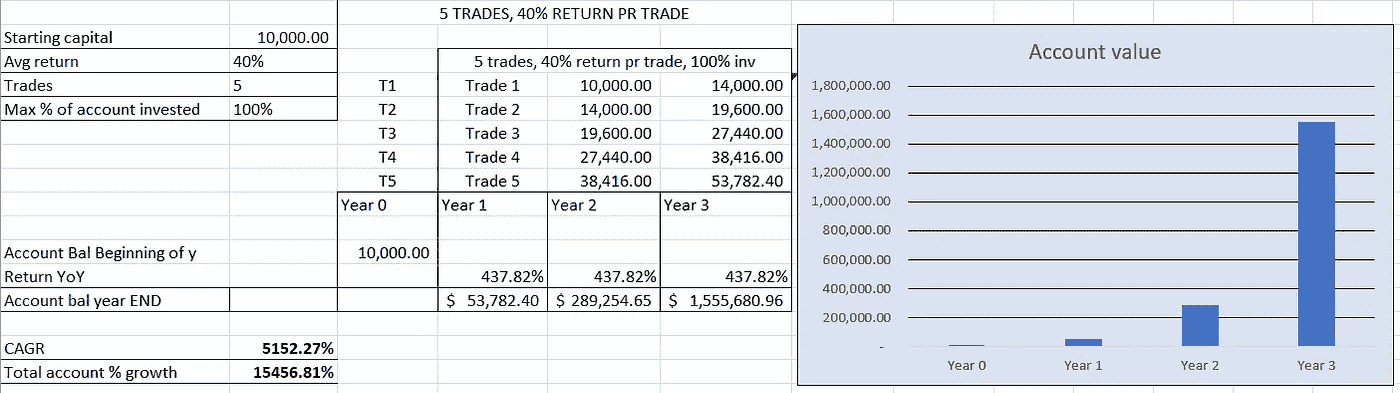 5 TRADES, 40% RETURN PR TRADE
Starting capital 10,000.00
Avg return 40% 5 trades, 40% return pr trade, 100% inv
Trades 5 T1 Trade 1 10,000.00 14,000.00
Max % of account invested 100% T2 Trade 2 14,000.00 19,600.00
T3 Trade 3 19,600.00 27,440.00
T4 Trade 4 27,440.00 38,416.00
T5 Trade 5 38,416.00 53,782.40
Year 0 Year 1 Year 2 Year 3
Account Bal Beginning of y 10,000.00
Return YoY 437.82% 437.82% 437.82%
Account bal year END $ 53,782.40 $ 289,254.65 $ 1,555,680.96
CAGR 5152.27%
Total account % growth 15456.81%
Account value
1,800,000.00
1,600,000.00
1,400,000.00
1,200,000.00
1,000,000.00
800,000.00
600,000.00
400,000.00
200,000.00
-
Year 0 Year 1 Year 2 Year 3